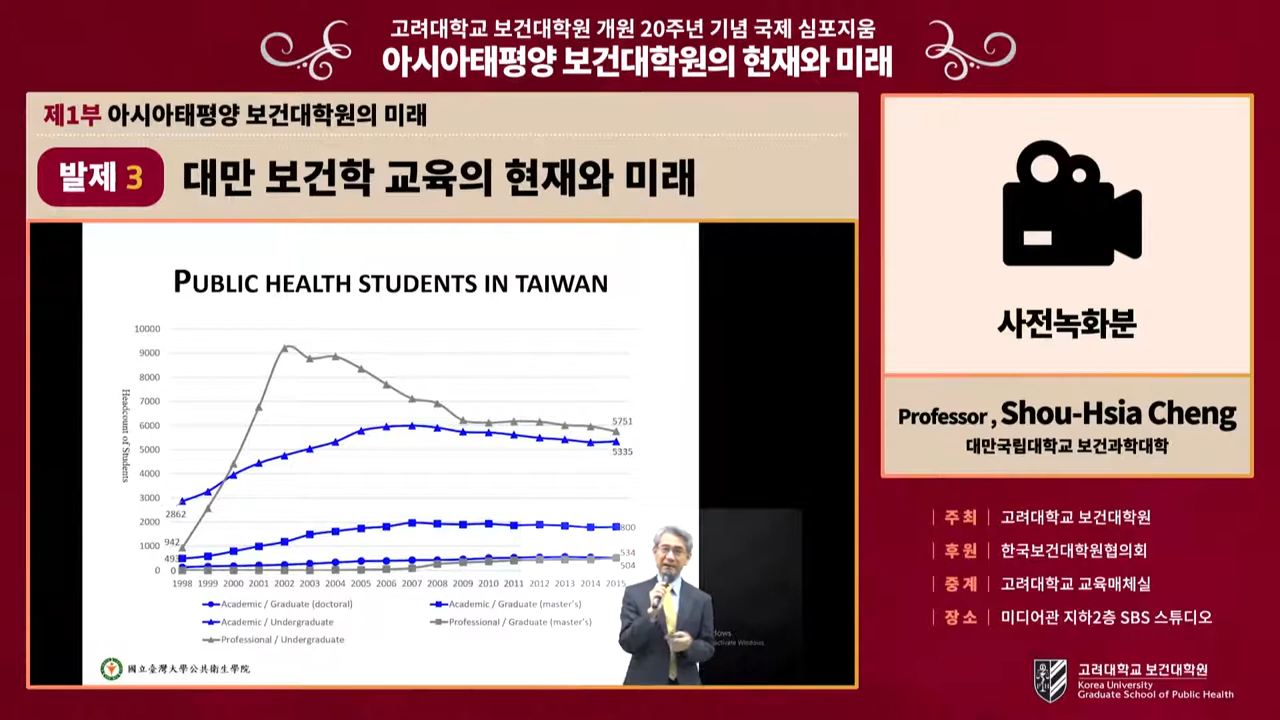 고려대학교 보건대학원 개원 20주년 기념 국제 심포지움
아시아태평양 보건대학원의 현재와 미래
제1부 아시아태평양 보건대학원의 미래
발제 3 대만 보건학 교육의 현재와 미래
PUBLIC HEALTH STUDENTS IN TAIWAN
Headcount of Students
10000
9000
8000
7000
6000
5000
4000
3000
2000
1000
0
2862
942
493
0
5751
5335
800
534
504
1998 1999 2000 2001 2002 2003 2004 2005 2006 2007 2008 2009 2010 2011 2012 2013 2014 2015
Academic / Graduate (doctoral)
Academic / Graduate (master's)
Academic / Undergraduate
Professional / Graduate (master's)
Professional / Undergraduate
國立臺灣大學公共衛生學院
사전녹화분
Professor , Shou-Hsia Cheng
대만국립대학교 보건과학대학
| 주 최 | 고려대학교 보건대학원
| 후 원 | 한국보건대학원협의회
| 중 계 | 고려대학교 교육매체실
| 장 소 | 미디어관 지하2층 SBS 스튜디오
고려대학교 보건대학원
Korea University
Graduate School of Public Health